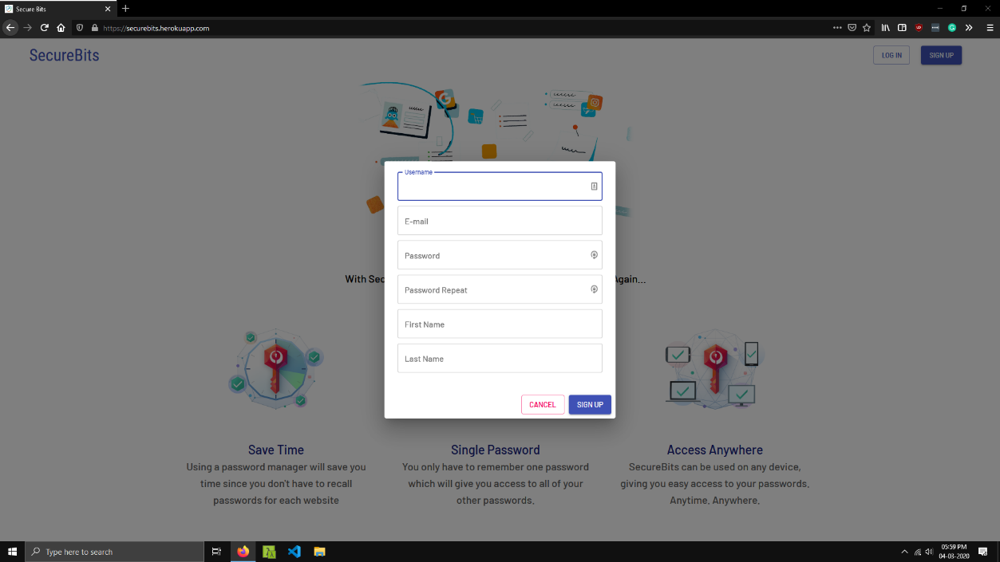 Secure Bits
https://securebits.herokuapp.com
SecureBits
LOG IN
SIGN UP
Username
E-mail
Password
Password Repeat
First Name
Last Name
CANCEL
SIGN UP
With Sec
Again...
Save Time
Using a password manager will save you
time since you don't have to recall
passwords for each website
Single Password
You only have to remember one password
which will give you access to all of your
other passwords.
Access Anywhere
SecureBits can be used on any device,
giving you easy access to your passwords.
Anytime. Anywhere.
Type here to search
05:59 PM
04-03-2020